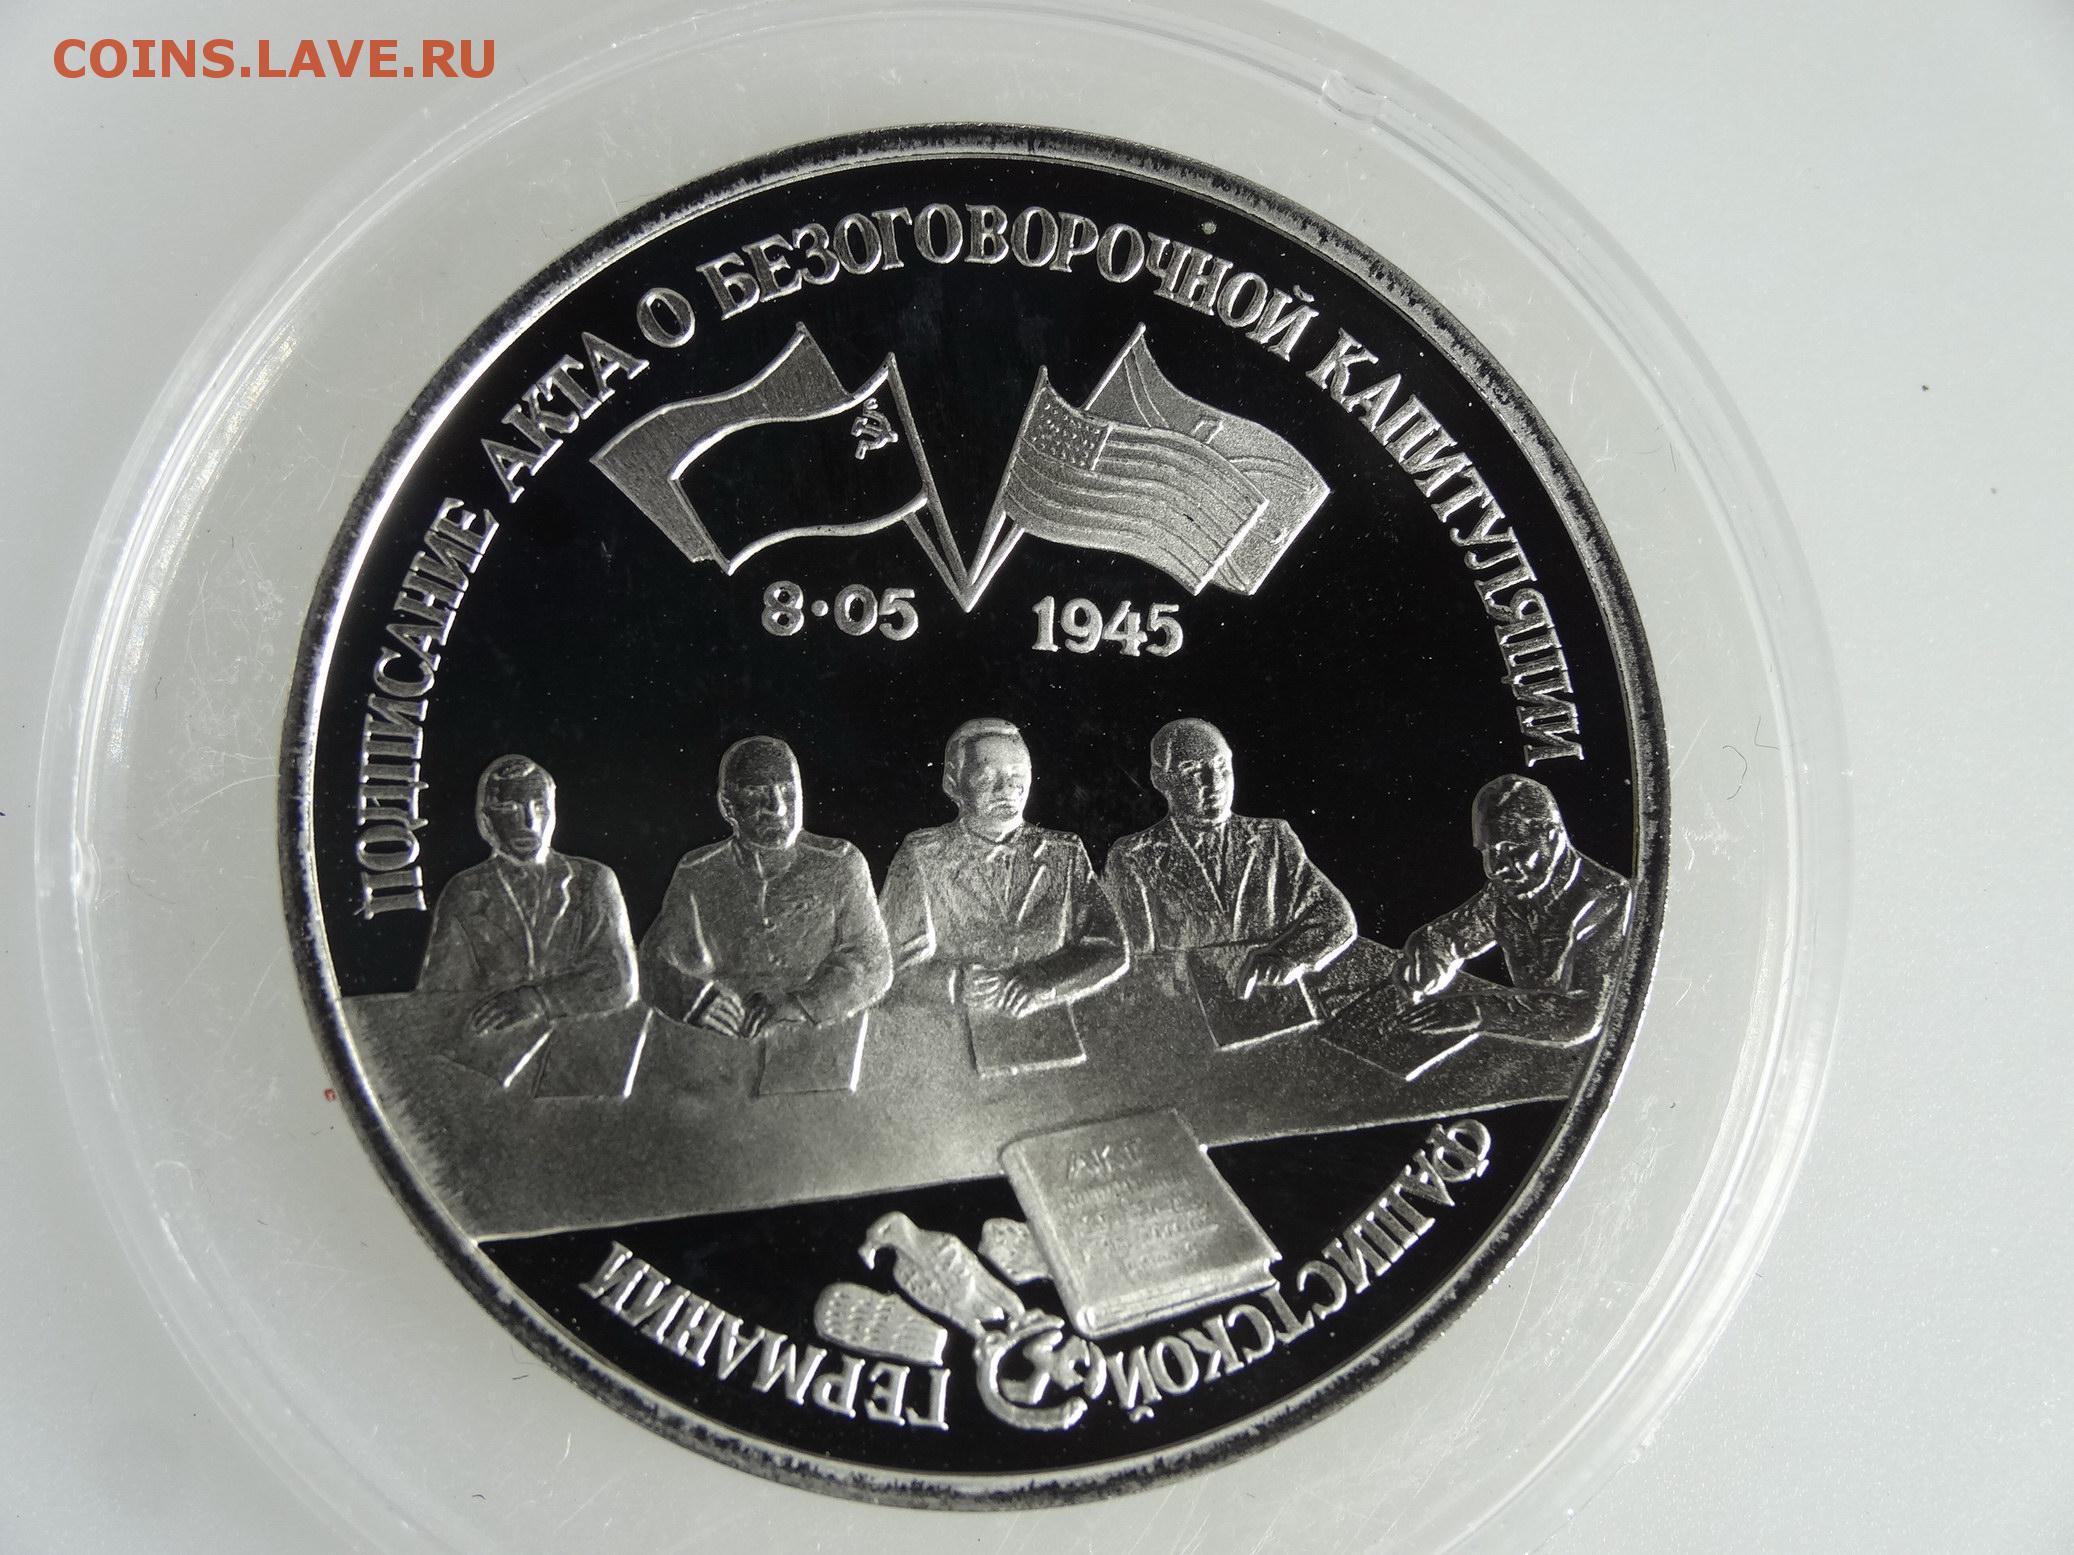 COINS.LAVE.RU
ПОДПИСАНИЕ АКТА О БЕЗОГОВОРОЧНОЙ КАПИТУЛЯЦИИ
8·05 1945
АКТ
ФАШИСТСКОЙ ГЕРМАНИИ